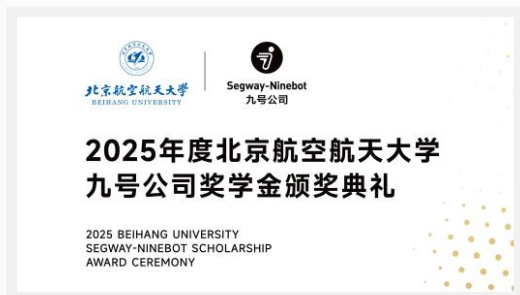 北京航空航天大学
BEIHANG UNIVERSITY
Segway-Ninebot
九号公司
2025年度北京航空航天大学
九号公司奖学金颁奖典礼
2025 BEIHANG UNIVERSITY
SEGWAY-NINEBOT SCHOLARSHIP
AWARD CEREMONY